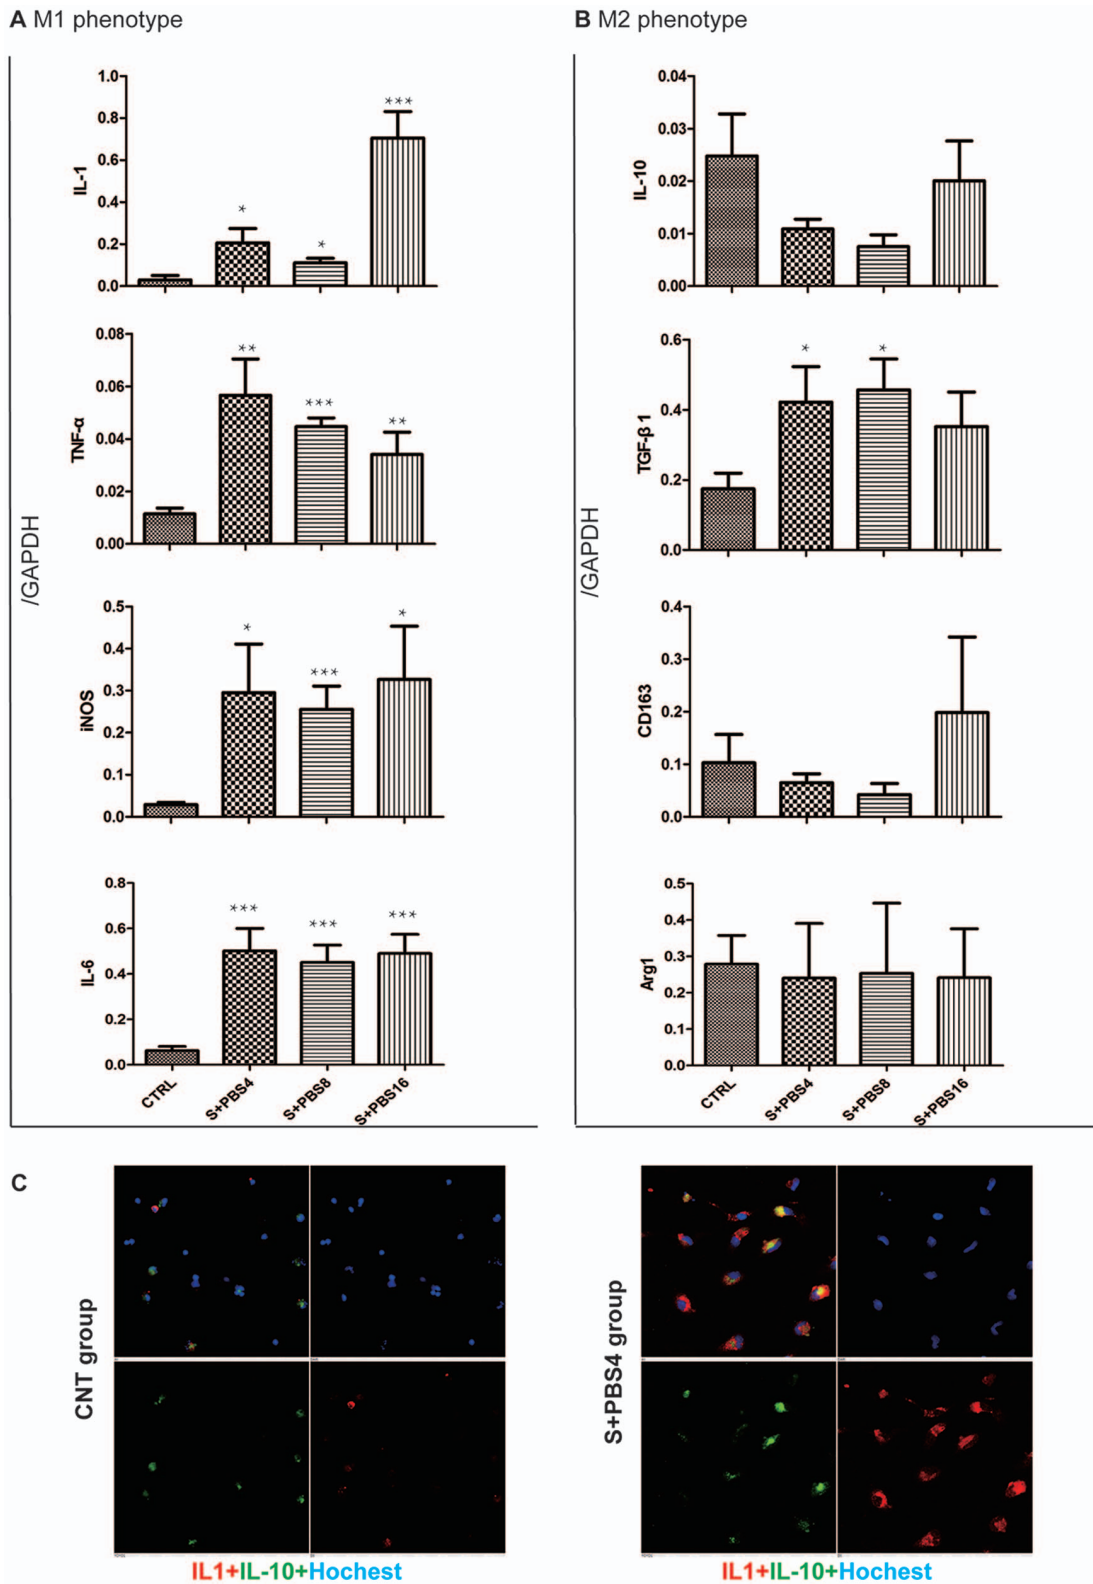 A M1 phenotype
B M2 phenotype
1.0
0.8
0.6
0.4
0.2
0.0
IL-1
*
*
***
0.04
0.03
0.02
0.01
0.00
IL-10
0.08
0.06
0.04
0.02
0.00
TNF-α
**
***
**
0.6
0.4
0.2
0.0
TGF-β 1
*
*
/GAPDH
/GAPDH
0.5
0.4
0.3
0.2
0.1
0.0
iNOS
*
***
*
0.4
0.3
0.2
0.1
0.0
CD163
0.8
0.6
0.4
0.2
0.0
IL-6
***
***
***
CTRL
S+PBS4
S+PBS8
S+PBS16
0.5
0.4
0.3
0.2
0.1
0.0
Arg1
CTRL
S+PBS4
S+PBS8
S+PBS16
C
CNT group
IL1+IL-10+Hochest
S+PBS4 group
IL1+IL-10+Hochest